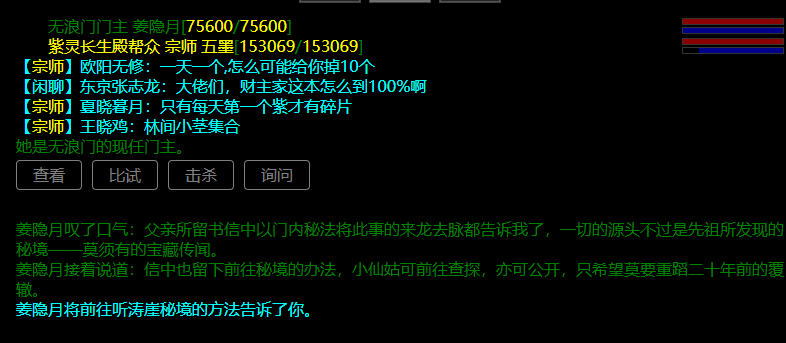 无浪门门主 姜隐月[75600/75600]
紫灵长生殿帮众 宗师 五墨[153069/153069]
【宗师】欧阳无修：一天一个,怎么可能给你掉10个
【闲聊】东京张志龙：大佬们，财主家这本怎么到100%啊
【宗师】夏晓暮月：只有每天第一个紫才有碎片
【宗师】王晓鸡：林间小茎集合
她是无浪门的现任门主。
查看 比试 击杀 询问
姜隐月叹了口气：父亲所留书信中以门内秘法将此事的来龙去脉都告诉我了，一切的源头不过是先祖所发现的
秘境——莫须有的宝藏传闻。
姜隐月接着说道：信中也留下前往秘境的办法，小仙姑可前往查探，亦可公开，只希望莫要重蹈二十年前的覆
辙。
姜隐月将前往听涛崖秘境的方法告诉了你。